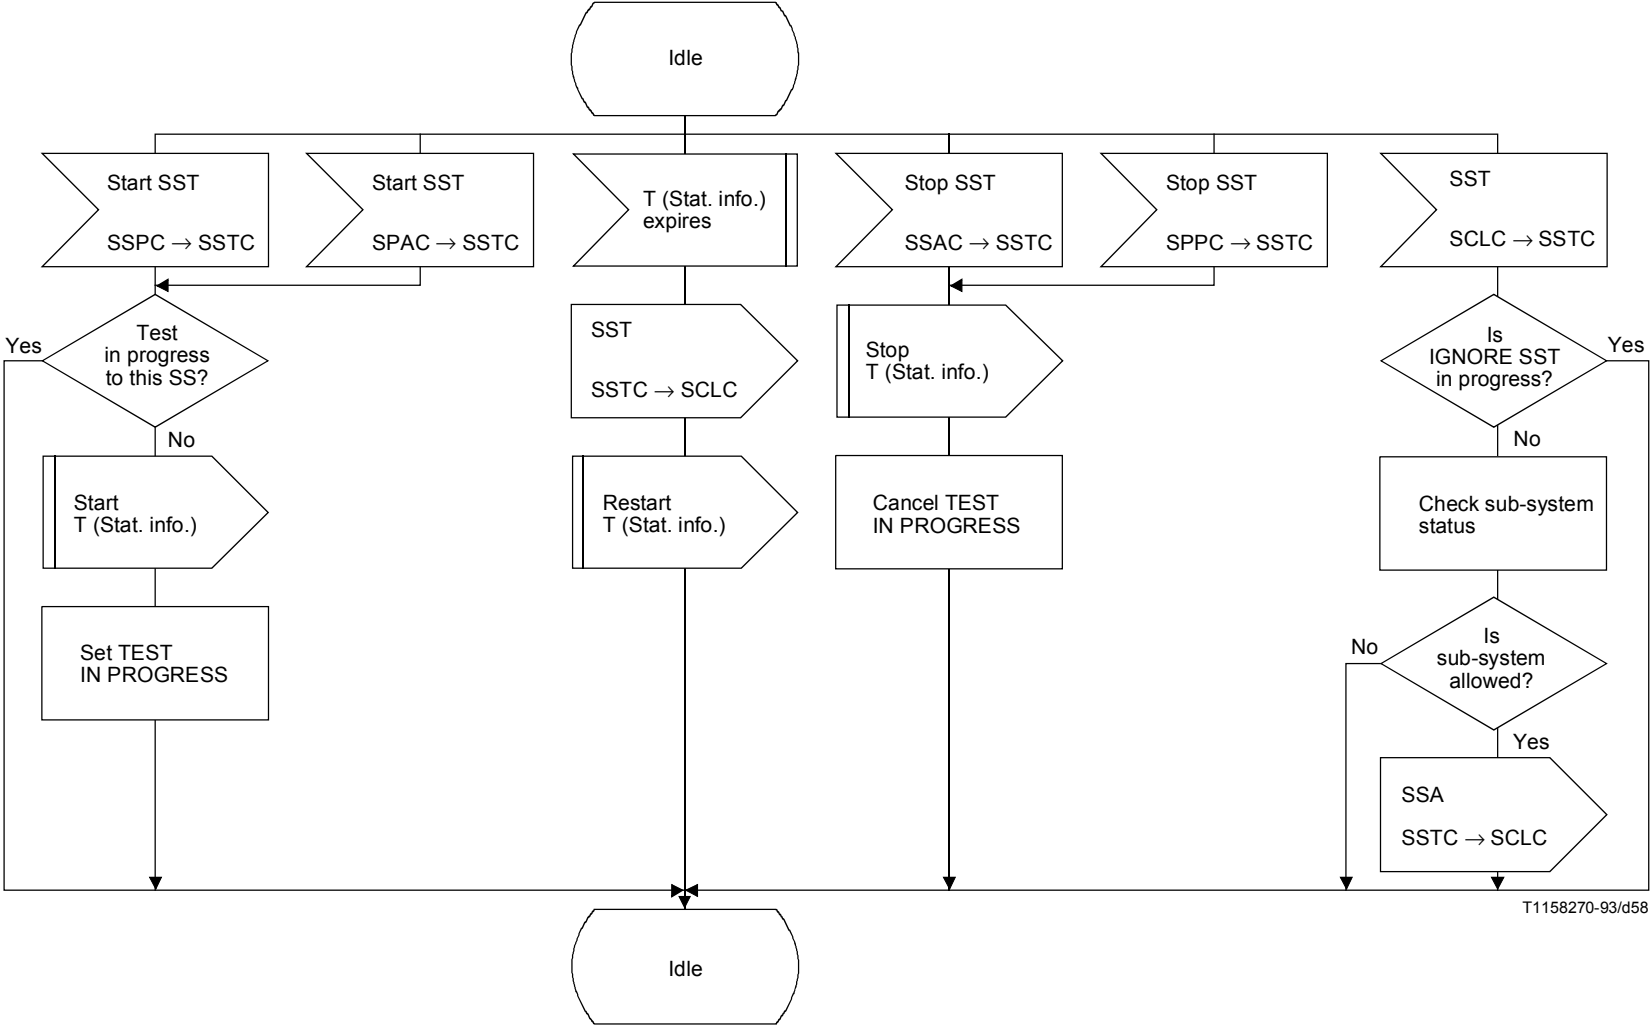 Idle
Start SST
SSPC → SSTC
Start SST
SPAC → SSTC
T (Stat. info.)
expires
Stop SST
SSAC → SSTC
Stop SST
SPPC → SSTC
SST
SCLC → SSTC
Yes
Test
in progress
to this SS?
No
Start
T (Stat. info.)
Set TEST
IN PROGRESS
SST
SSTC → SCLC
Restart
T (Stat. info.)
Stop
T (Stat. info.)
Cancel TEST
IN PROGRESS
Is
IGNORE SST
in progress?
Yes
No
Check sub-system
status
Is
sub-system
allowed?
No
Yes
SSA
SSTC → SCLC
T1158270-93/d58
Idle